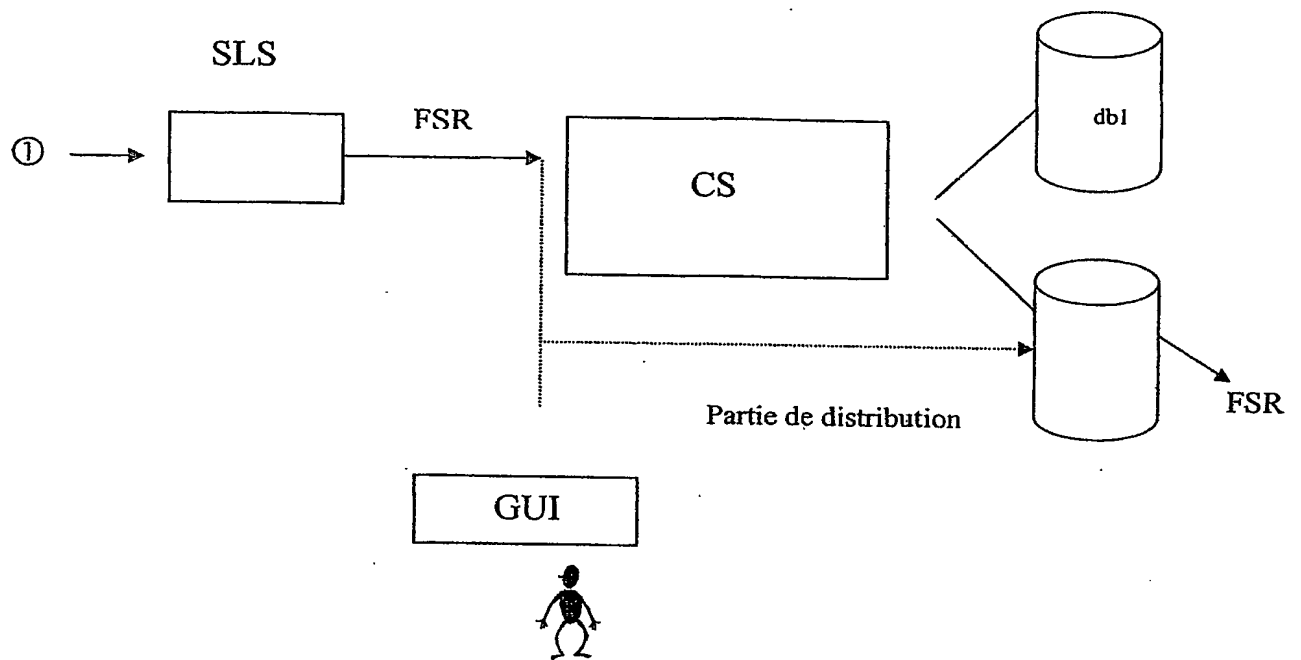 SLS
FSR
①
db1
CS
FSR
Partie de distribution
GUI